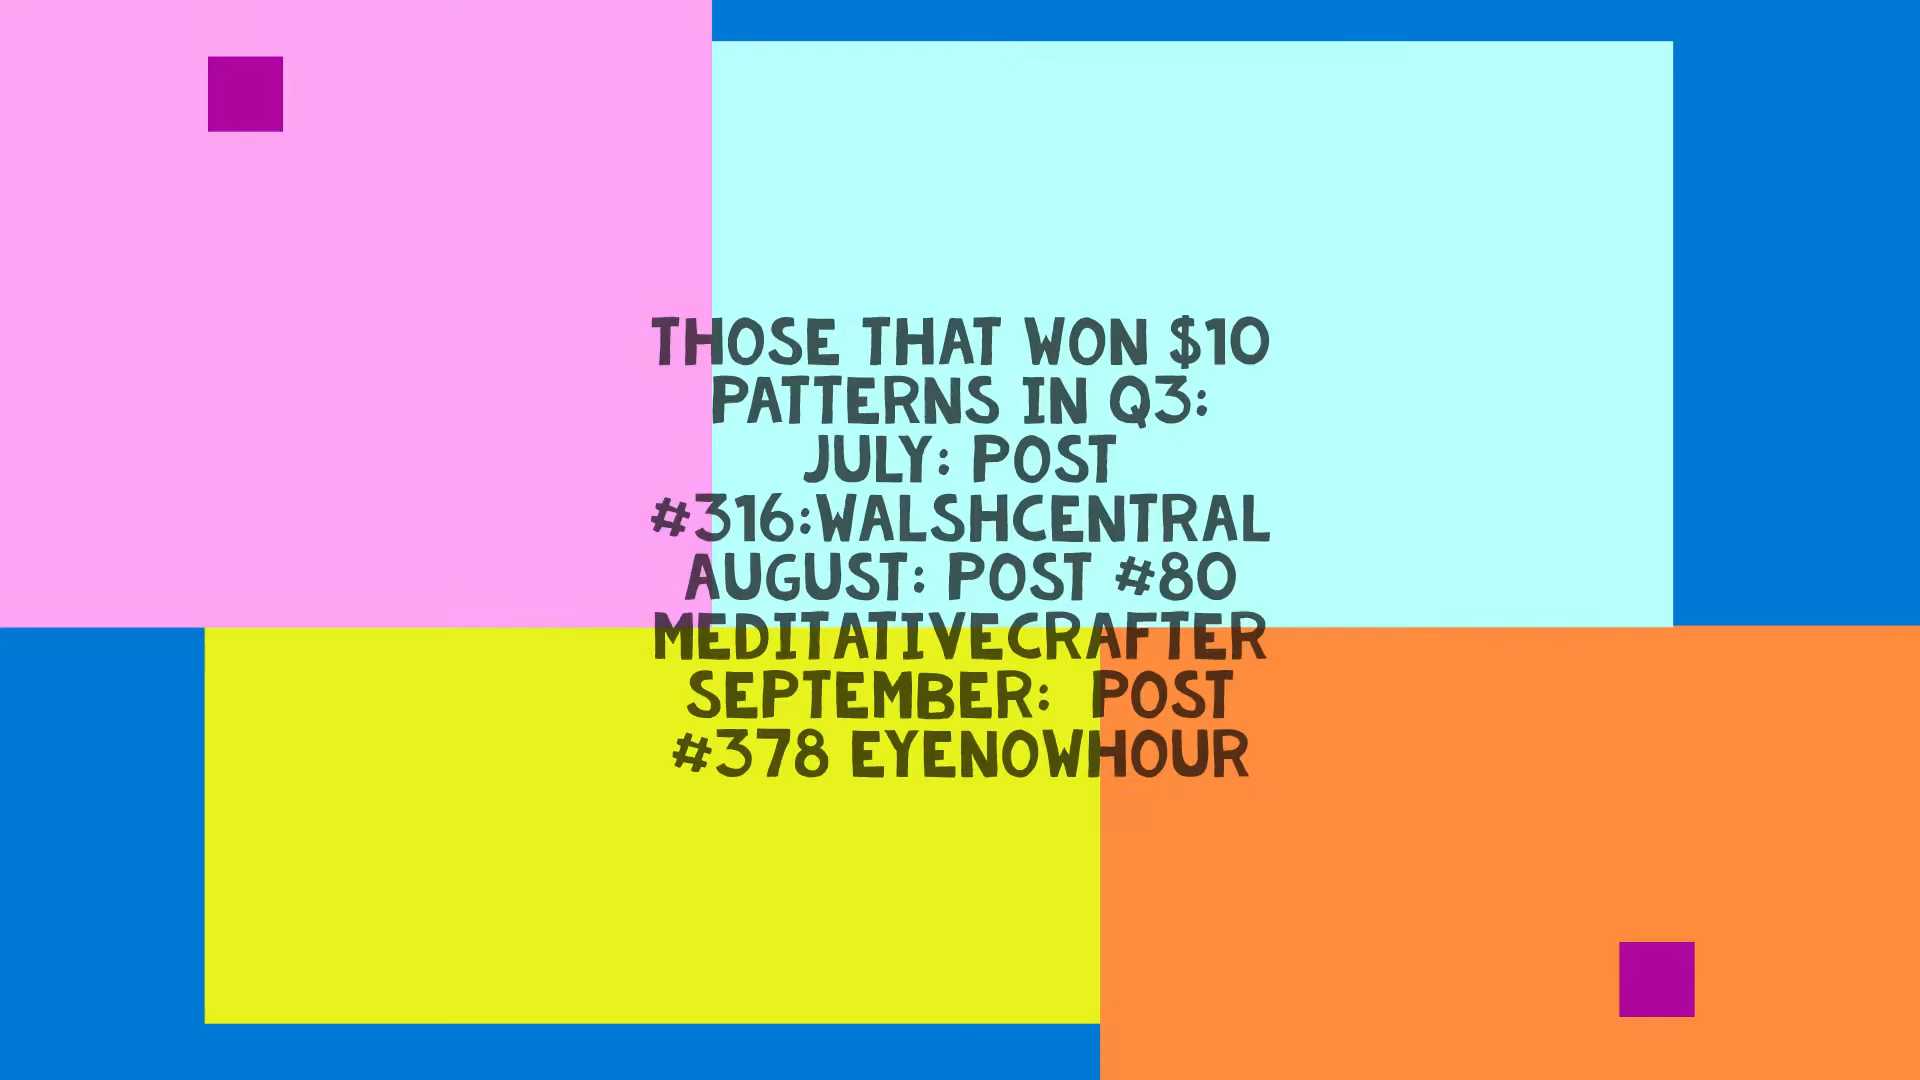 THOSE THAT WON $10
PATTERNS IN Q3:
JULY: POST
#316:WALSHCENTRAL
AUGUST: POST #80
MEDITATIVECRAFTER
SEPTEMBER: POST
#378 EYENOWHOUR